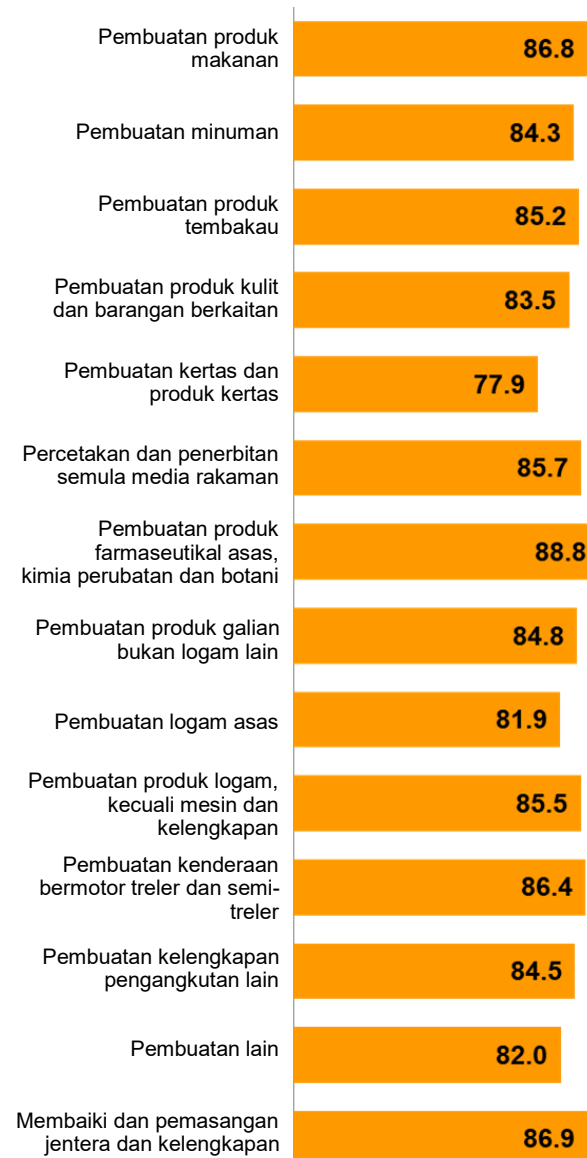 Pembuatan produk
makanan
86.8
Pembuatan minuman
84.3
Pembuatan produk
tembakau
85.2
Pembuatan produk kulit
dan barangan berkaitan
83.5
Pembuatan kertas dan
produk kertas
77.9
Percetakan dan penerbitan
semula media rakaman
85.7
Pembuatan produk
farmaseutikal asas,
kimia perubatan dan botani
88.8
Pembuatan produk galian
bukan logam lain
84.8
Pembuatan logam asas
81.9
Pembuatan produk logam,
kecuali mesin dan
kelengkapan
85.5
Pembuatan kenderaan
bermotor treler dan semi-
treler
86.4
Pembuatan kelengkapan
pengangkutan lain
84.5
Pembuatan lain
82.0
Membaiki dan pemasangan
jentera dan kelengkapan
86.9